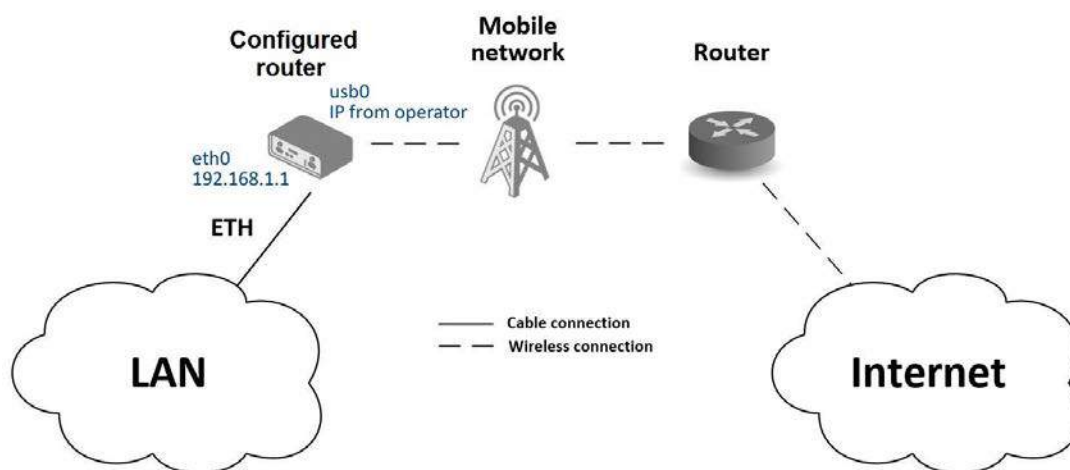 Configured
router
usb0
IP from operator
Mobile
network
Router
eth0
192.168.1.1
ETH
Cable connection
Wireless connection
LAN
Internet